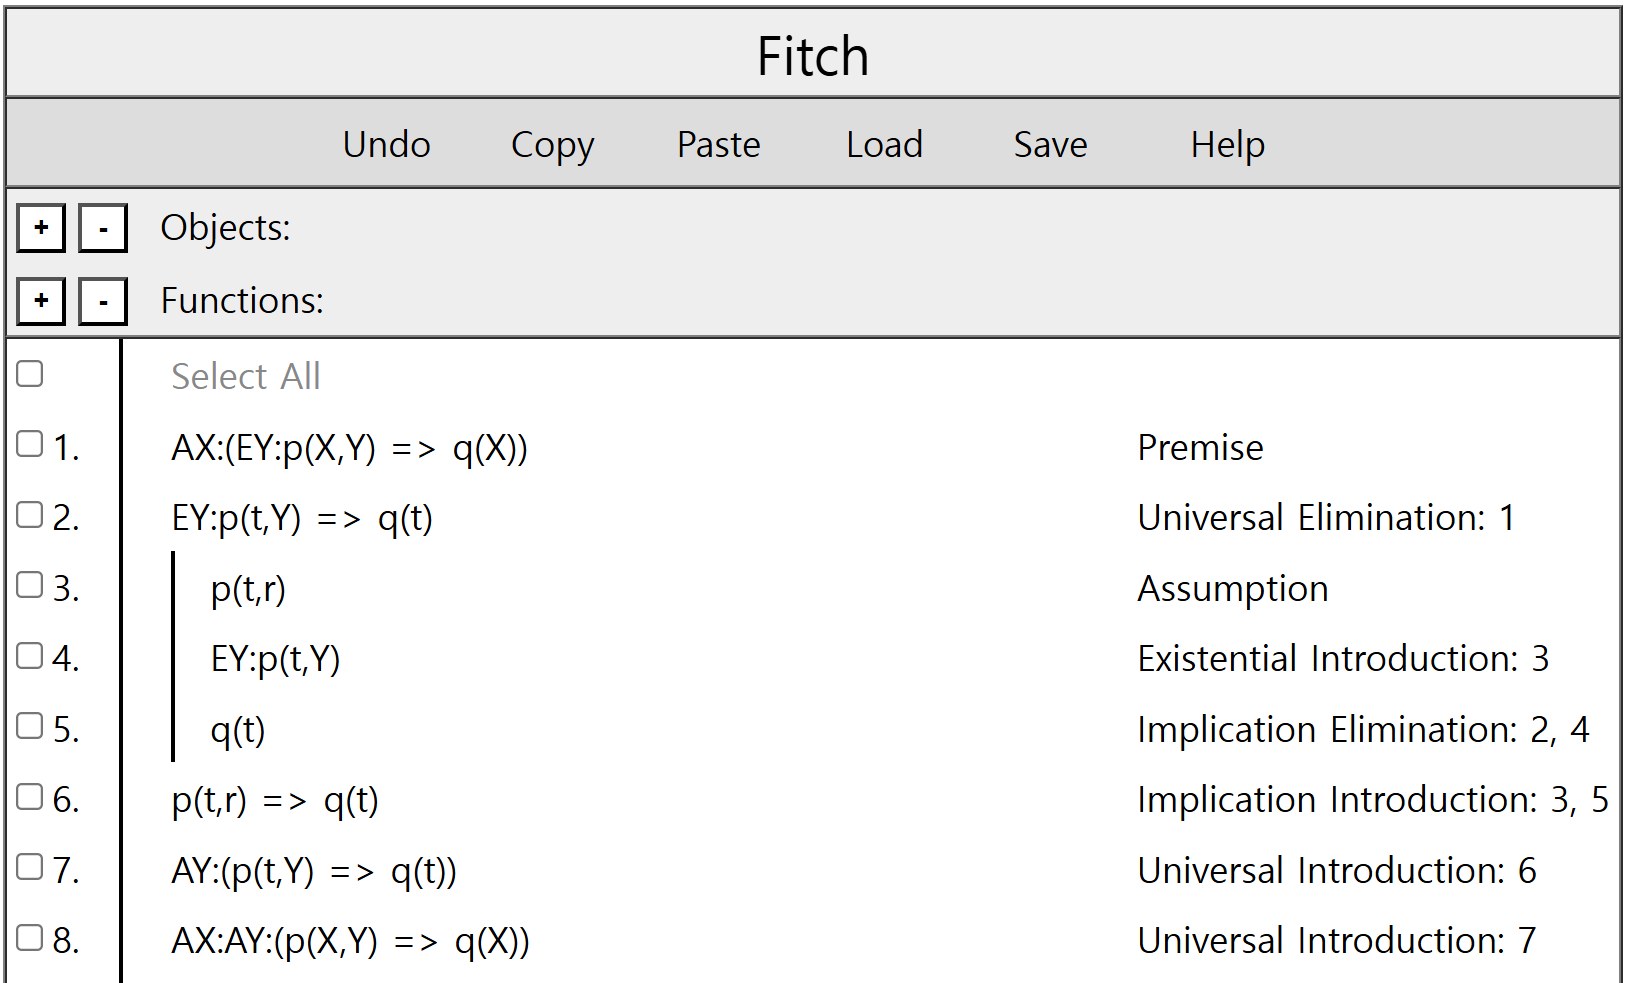 Fitch
Undo Copy Paste Load Save Help
+ - Objects:
+ - Functions:
Select All
1. AX:(EY:p(X,Y) => q(X)) Premise
2. EY:p(t,Y) => q(t) Universal Elimination: 1
3. p(t,r) Assumption
4. EY:p(t,Y) Existential Introduction: 3
5. q(t) Implication Elimination: 2, 4
6. p(t,r) => q(t) Implication Introduction: 3, 5
7. AY:(p(t,Y) => q(t)) Universal Introduction: 6
8. AX:AY:(p(X,Y) => q(X)) Universal Introduction: 7